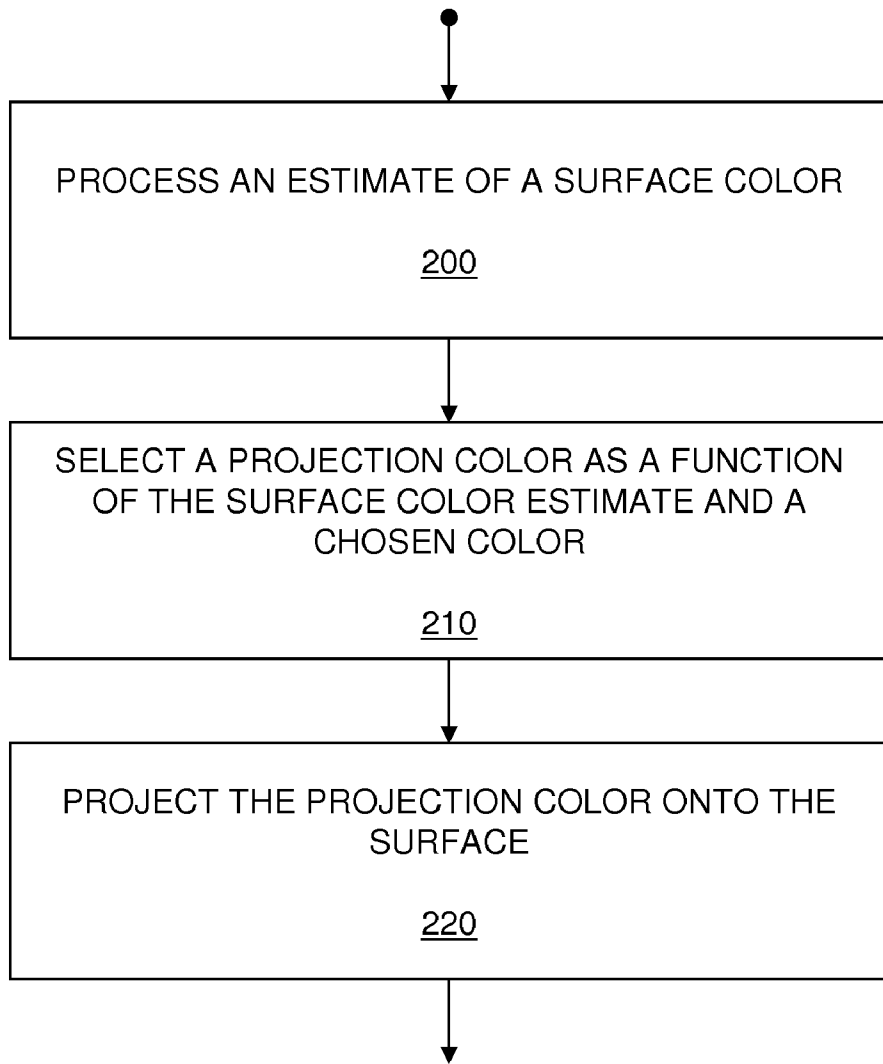 PROCESS AN ESTIMATE OF A SURFACE COLOR
200
SELECT A PROJECTION COLOR AS A FUNCTION
OF THE SURFACE COLOR ESTIMATE AND A
CHOSEN COLOR
210
PROJECT THE PROJECTION COLOR ONTO THE
SURFACE
220